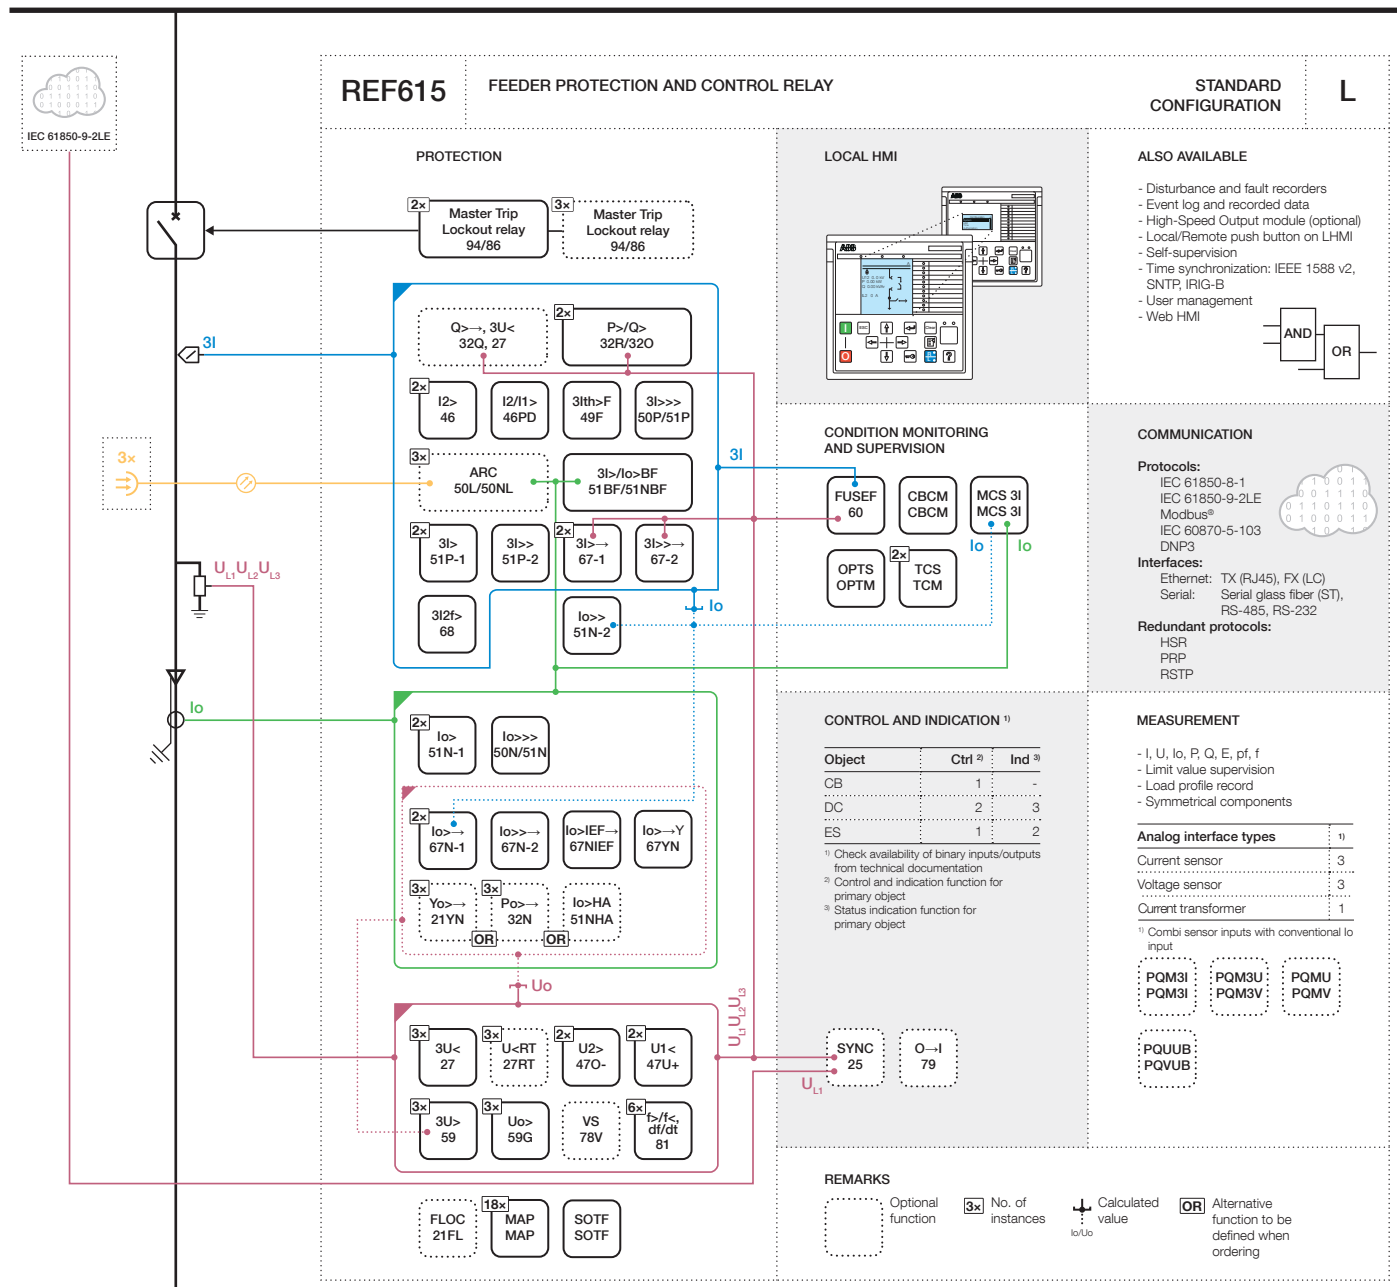 IEC 61850-9-2LE
REF615
FEEDER PROTECTION AND CONTROL RELAY
STANDARD
CONFIGURATION
L
PROTECTION
2×
Master Trip
Lockout relay
94/86
3×
Master Trip
Lockout relay
94/86
3I
Q>→, 3U<
32Q, 27
2×
P>/Q>
32R/32O
2×
I2>
46
I2/I1>
46PD
3Ith>F
49F
3I>>>
50P/51P
3×
3×
ARC
50L/50NL
3I>/Io>BF
51BF/51NBF
2×
3I>
51P-1
3I>>
51P-2
2×
3I>→
67-1
3I>>→
67-2
3I2f>
68
Io>>
51N-2
Io
3I
UL1UL2UL3
Io
2×
Io>
51N-1
Io>>>
50N/51N
2×
Io>→
67N-1
Io>>→
67N-2
Io>IEF→
67NIEF
Io>→Y
67YN
3×
Yo>→
21YN
OR
3×
Po>→
32N
OR
Io>HA
51NHA
Uo
3×
3U<
27
3×
U<RT
27RT
2×
U2>
47O-
2×
U1<
47U+
3×
3U>
59
3×
Uo>
59G
VS
78V
6×
f>/f<,
df/dt
81
UL1UL2UL3
FLOC
21FL
18×
MAP
MAP
SOTF
SOTF
LOCAL HMI
ABB
ABB
CONDITION MONITORING
AND SUPERVISION
FUSEF
60
CBCM
CBCM
MCS 3I
MCS 3I
Io
Io
OPTS
OPTM
2×
TCS
TCM
CONTROL AND INDICATION 1)
Object Ctrl 2) Ind 3)
CB 1 -
DC 2 3
ES 1 2
1) Check availability of binary inputs/outputs
from technical documentation
2) Control and indication function for
primary object
3) Status indication function for
primary object
SYNC
25
O→I
79
UL1
ALSO AVAILABLE
- Disturbance and fault recorders
- Event log and recorded data
- High-Speed Output module (optional)
- Local/Remote push button on LHMI
- Self-supervision
- Time synchronization: IEEE 1588 v2,
SNTP, IRIG-B
- User management
- Web HMI
AND
OR
COMMUNICATION
Protocols:
IEC 61850-8-1
IEC 61850-9-2LE
Modbus®
IEC 60870-5-103
DNP3
Interfaces:
Ethernet: TX (RJ45), FX (LC)
Serial: Serial glass fiber (ST),
RS-485, RS-232
Redundant protocols:
HSR
PRP
RSTP
MEASUREMENT
- I, U, Io, P, Q, E, pf, f
- Limit value supervision
- Load profile record
- Symmetrical components
Analog interface types 1)
Current sensor 3
Voltage sensor 3
Current transformer 1
1) Combi sensor inputs with conventional Io
input
PQM3I
PQM3I
PQM3U
PQM3V
PQMU
PQMV
PQUUB
PQVUB
REMARKS
Optional
function
3×
No. of
instances
Io/Uo
Calculated
value
OR
Alternative
function to be
defined when
ordering